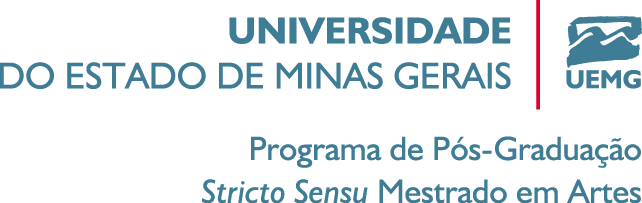 UNIVERSIDADE
DO ESTADO DE MINAS GERAIS
UEMG
Programa de Pós-Graduação
Stricto Sensu Mestrado em Artes